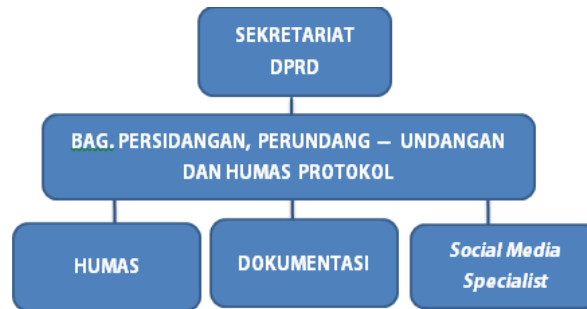 SEKRETARIAT
DPRD
BAG. PERSIDANGAN, PERUNDANG – UNDANGAN
DAN HUMAS PROTOKOL
HUMAS
DOKUMENTASI
Social Media
Specialist